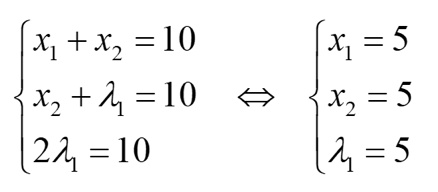 x₁ + x₂ = 10 x₁ = 5
x₂ + λ₁ = 10 ⇔ x₂ = 5
2λ₁ = 10 λ₁ = 5